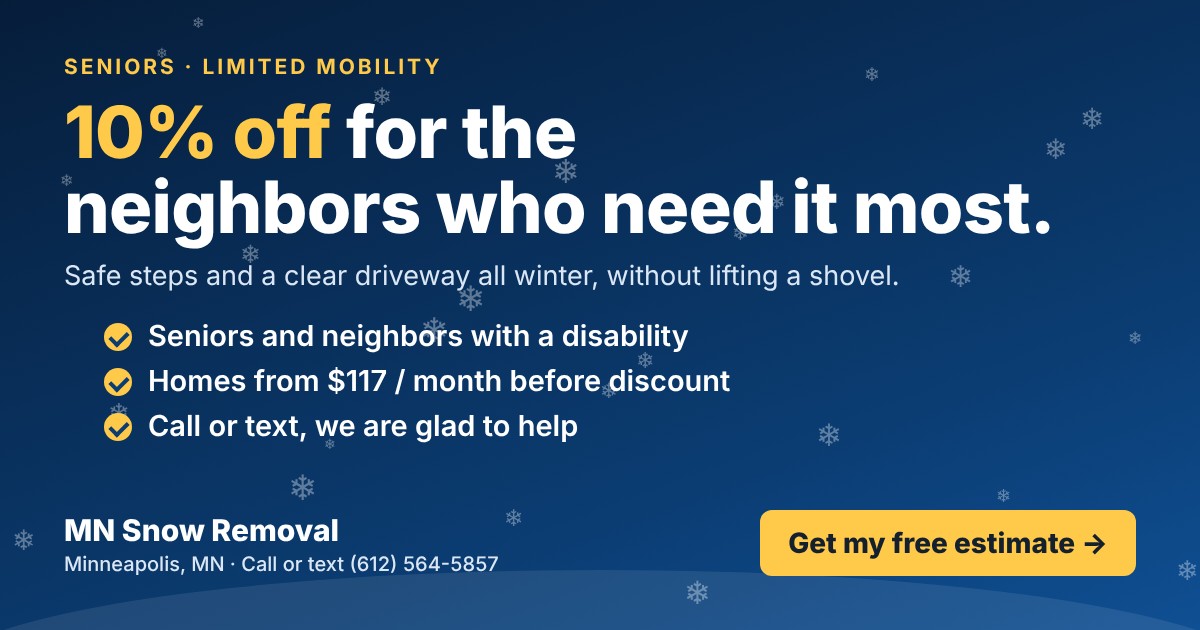 SENIORS · LIMITED MOBILITY
10% off for the
neighbors who need it most.
Safe steps and a clear driveway all winter, without lifting a shovel.
Seniors and neighbors with a disability
Homes from $117 / month before discount
Call or text, we are glad to help
MN Snow Removal
Minneapolis, MN · Call or text (612) 564-5857
Get my free estimate →